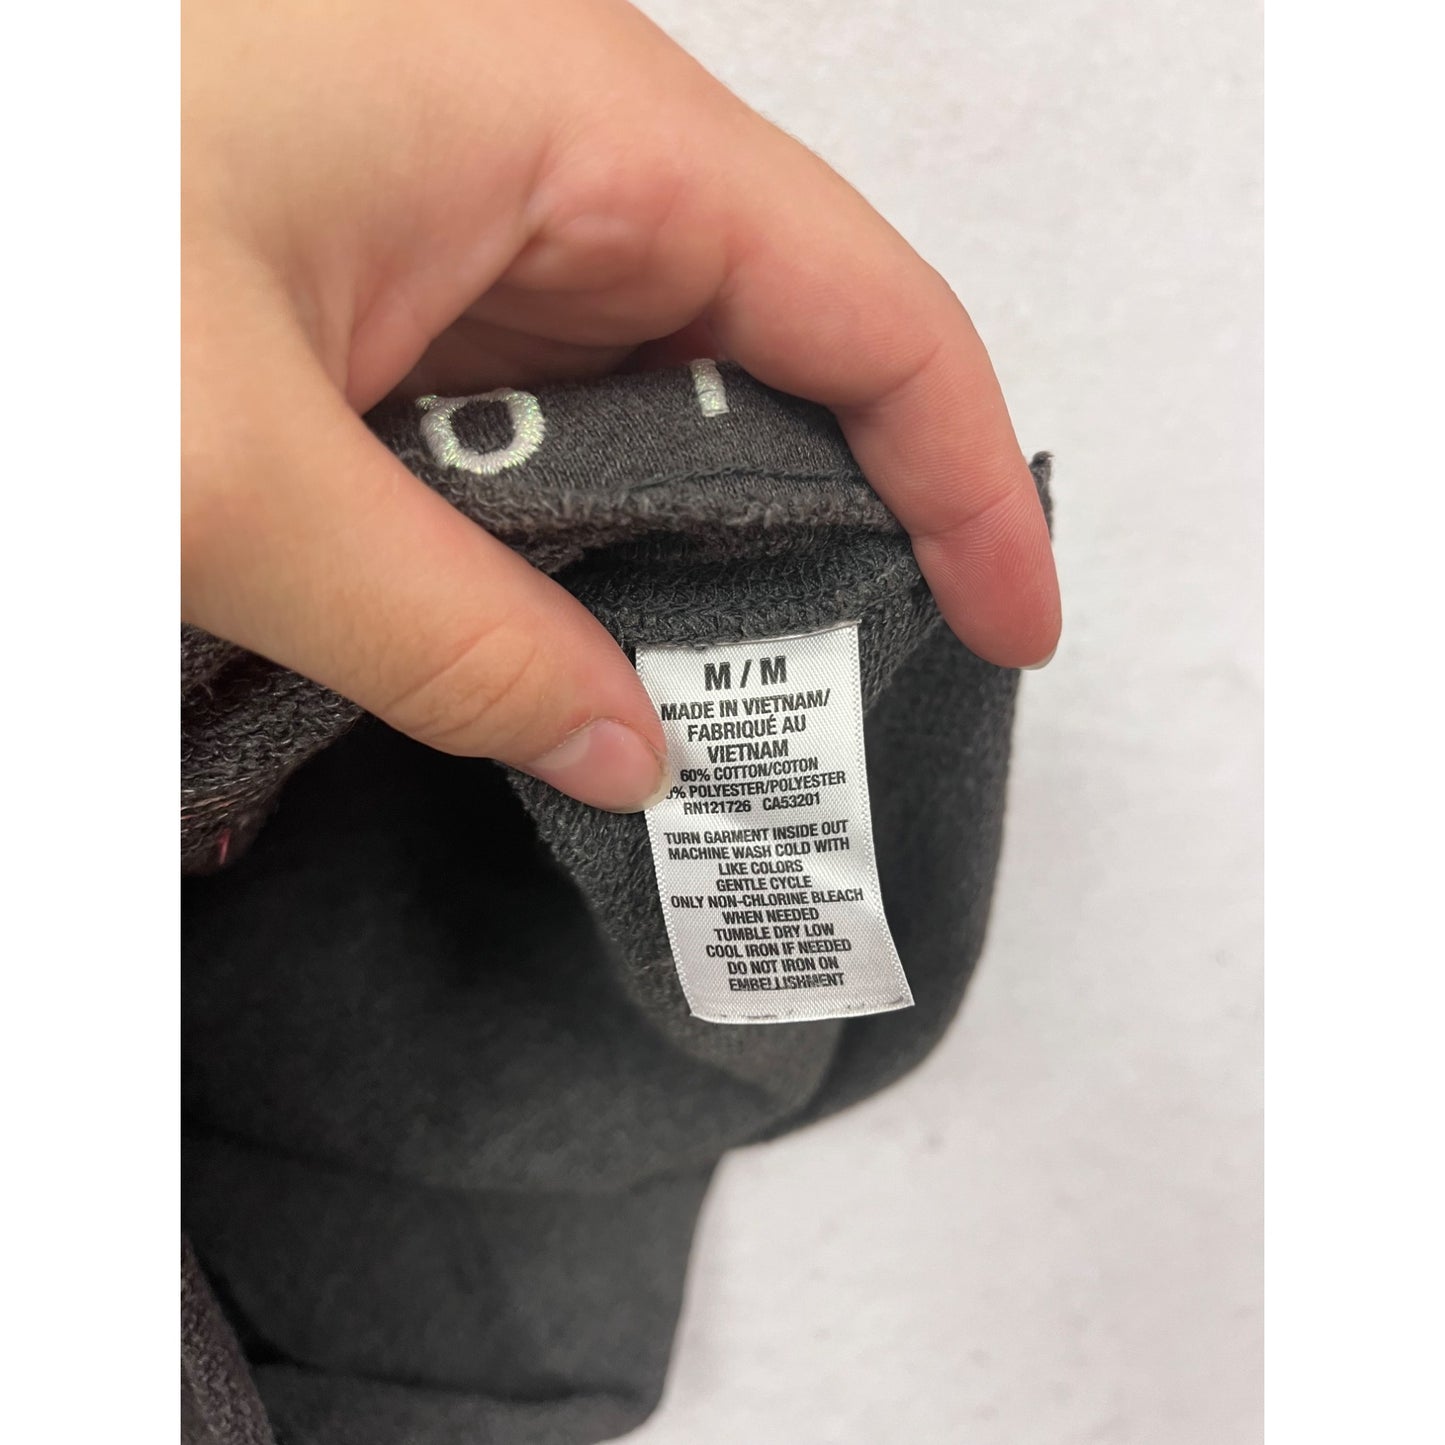 M / M
MADE IN VIETNAM/
FABRIQUÉ AU
VIETNAM
60% COTTON/COTON
% POLYESTER/POLYESTER
RN121726 CA53201
TURN GARMENT INSIDE OUT
MACHINE WASH COLD WITH
LIKE COLORS
GENTLE CYCLE
ONLY NON-CHLORINE BLEACH
WHEN NEEDED
TUMBLE DRY LOW
COOL IRON IF NEEDED
DO NOT IRON ON
EMBELLISHMENT